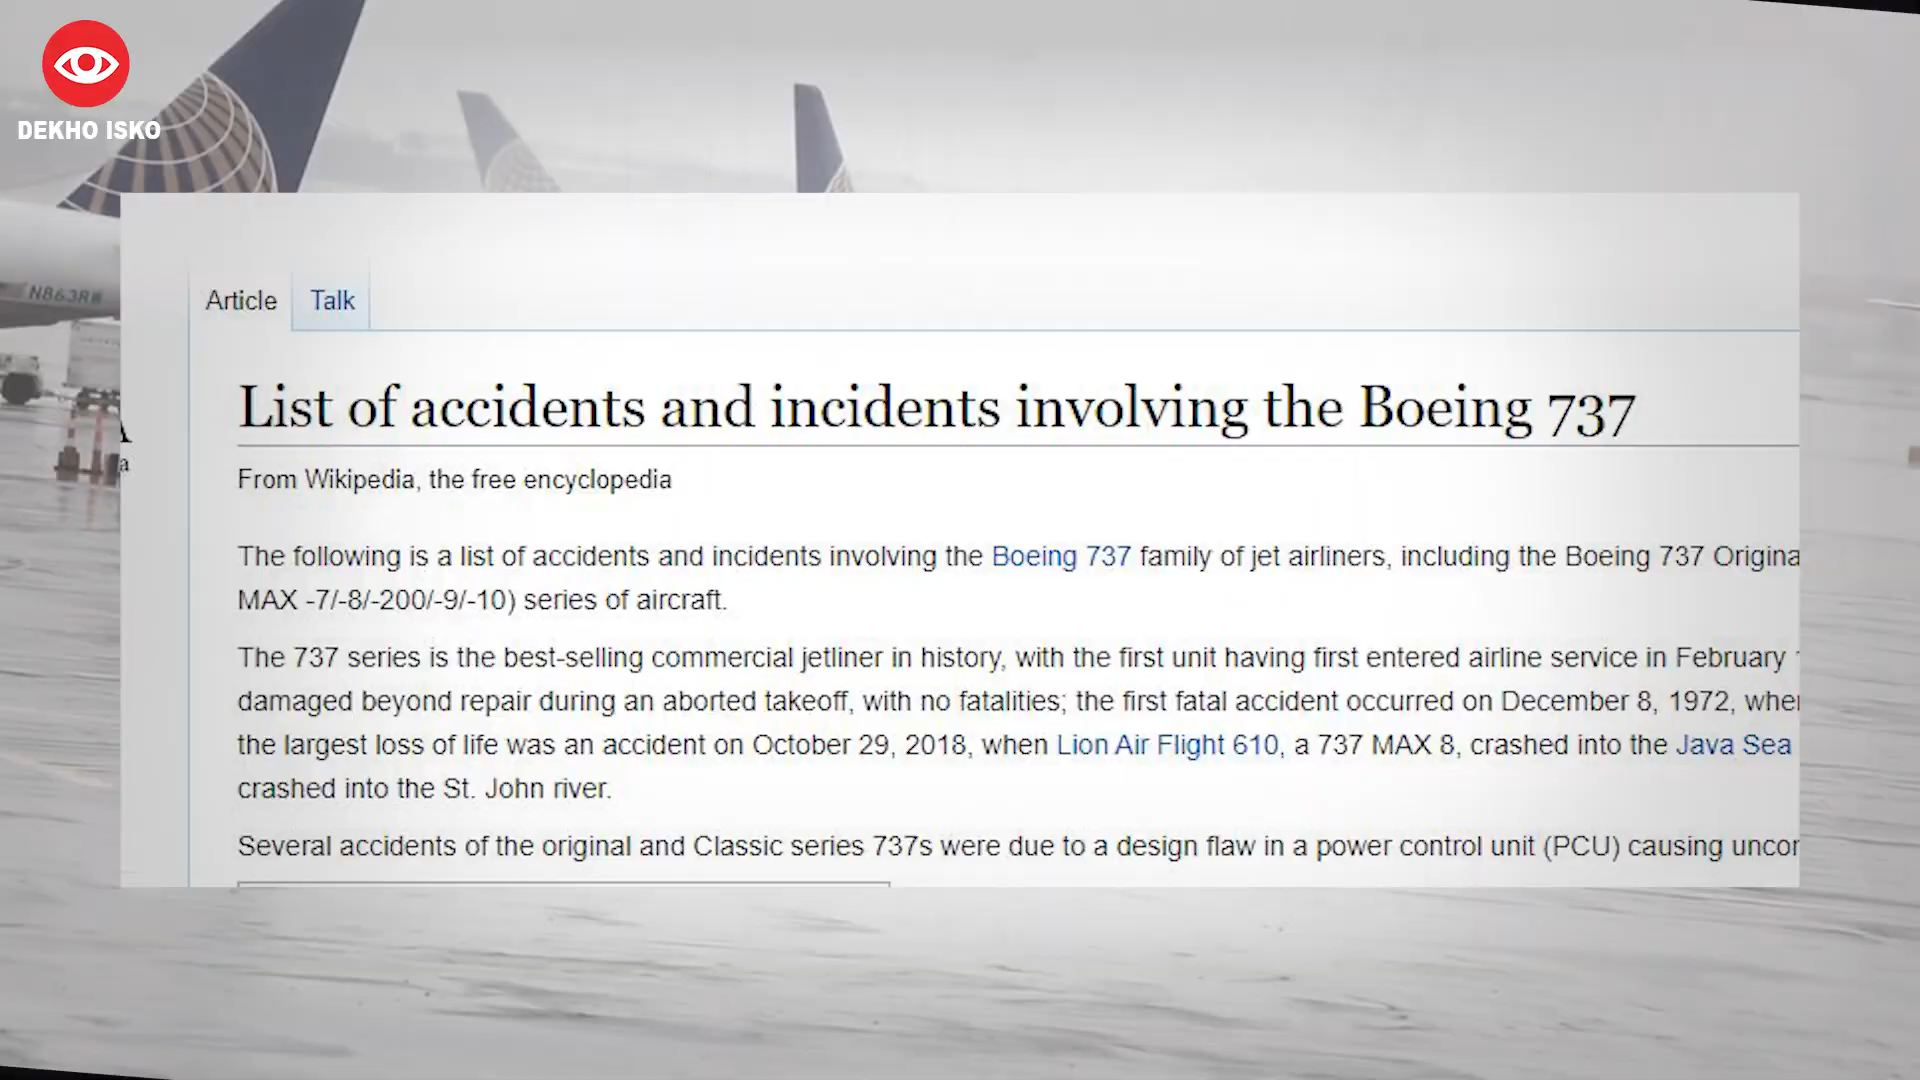 DEKHO ISKO
N863RW
Article
Talk
List of accidents and incidents involving the Boeing 737
From Wikipedia, the free encyclopedia
The following is a list of accidents and incidents involving the Boeing 737 family of jet airliners, including the Boeing 737 Origina
MAX -7/-8/-200/-9/-10) series of aircraft.
The 737 series is the best-selling commercial jetliner in history, with the first unit having first entered airline service in February
damaged beyond repair during an aborted takeoff, with no fatalities; the first fatal accident occurred on December 8, 1972, when
the largest loss of life was an accident on October 29, 2018, when Lion Air Flight 610, a 737 MAX 8, crashed into the Java Sea
crashed into the St. John river.
Several accidents of the original and Classic series 737s were due to a design flaw in a power control unit (PCU) causing uncon